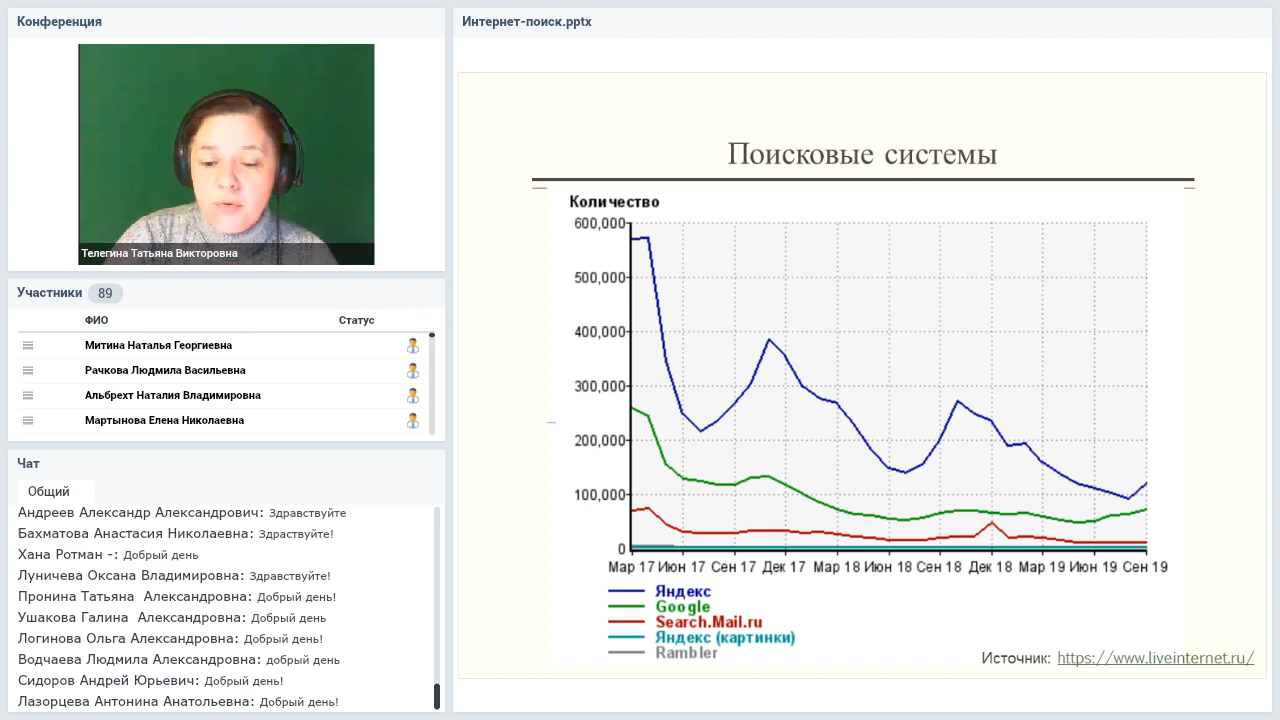 Конференция
Телегина Татьяна Викторовна
Участники 89
ФИО Статус
Митина Наталья Георгиевна
Рачкова Людмила Васильевна
Альбрехт Наталия Владимировна
Мартынова Елена Николаевна
Чат
Общий
Андреев Александр Александрович: Здравствуйте
Бахматова Анастасия Николаевна: Здраствуйте!
Хана Ротман -: Добрый день
Луничева Оксана Владимировна: Здравствуйте!
Пронина Татьяна Александровна: Добрый день!
Ушакова Галина Александровна: Добрый день
Логинова Ольга Александровна: Добрый день!
Водчаева Людмила Александровна: добрый день
Сидоров Андрей Юрьевич: Добрый день!
Лазорцева Антонина Анатольевна: Добрый день!
Интернет-поиск.pptx
Поисковые системы
Количество
600,000
500,000
400,000
300,000
200,000
100,000
0
Мар 17 Июн 17 Сен 17 Дек 17 Мар 18 Июн 18 Сен 18 Дек 18 Мар 19 Июн 19 Сен 19
Яндекс
Google
Search.Mail.ru
Яндекс (картинки)
Rambler
Источник: https://www.liveinternet.ru/